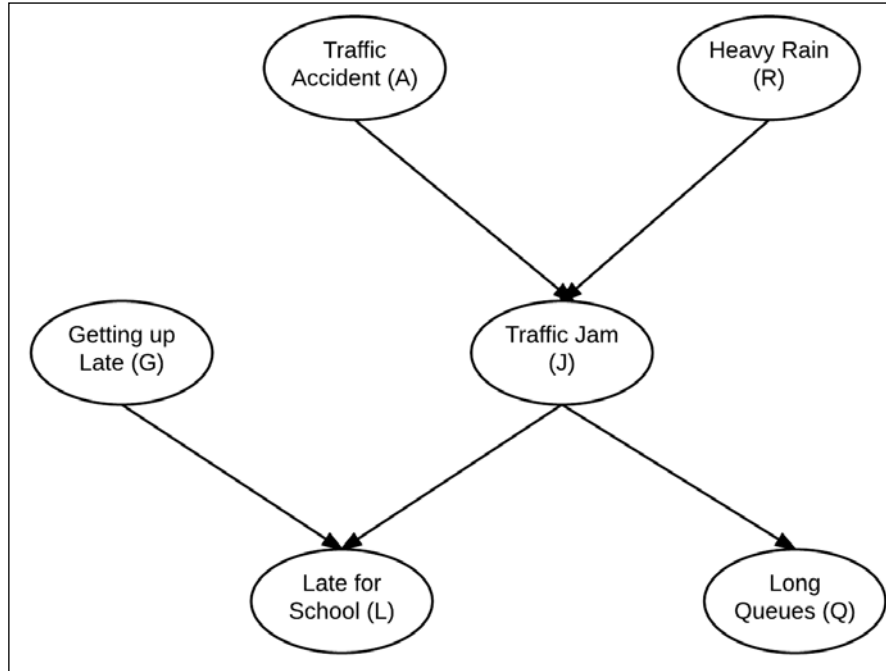 Traffic
Accident (A)
Heavy Rain
(R)
Getting up
Late (G)
Traffic Jam
(J)
Late for
School (L)
Long
Queues (Q)